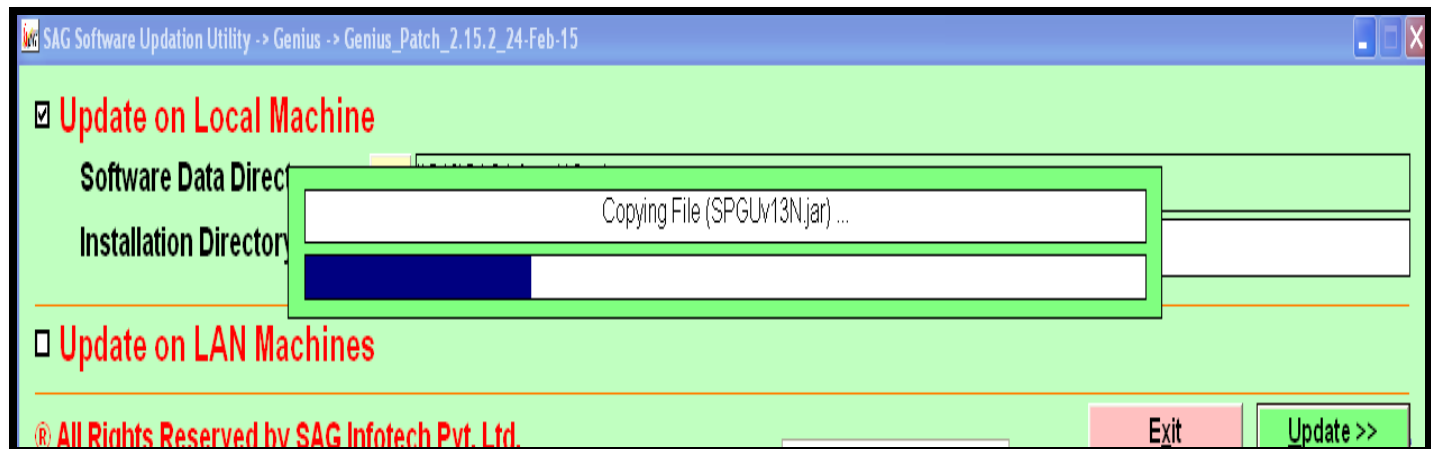 SAG Software Updation Utility -> Genius -> Genius_Patch_2.15.2_24-Feb-15
Update on Local Machine
Software Data Direct
Copying File (SPGUv13N.jar) ...
Installation Directory
Update on LAN Machines
® All Rights Reserved by SAG Infotech Pvt. Ltd.
Exit
Update >>